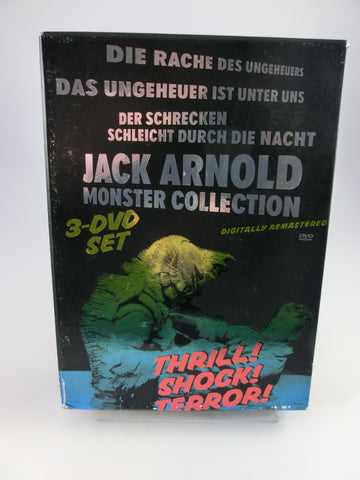 DIE RACHE DES UNGEHEUERS
DAS UNGEHEUER IST UNTER UNS
DER SCHRECKEN
SCHLEICHT DURCH DIE NACHT
JACK ARNOLD
MONSTER COLLECTION
3-DVD
SET
DIGITALLY REMASTERED
DVD
THRILL!
SHOCK!
TERROR!